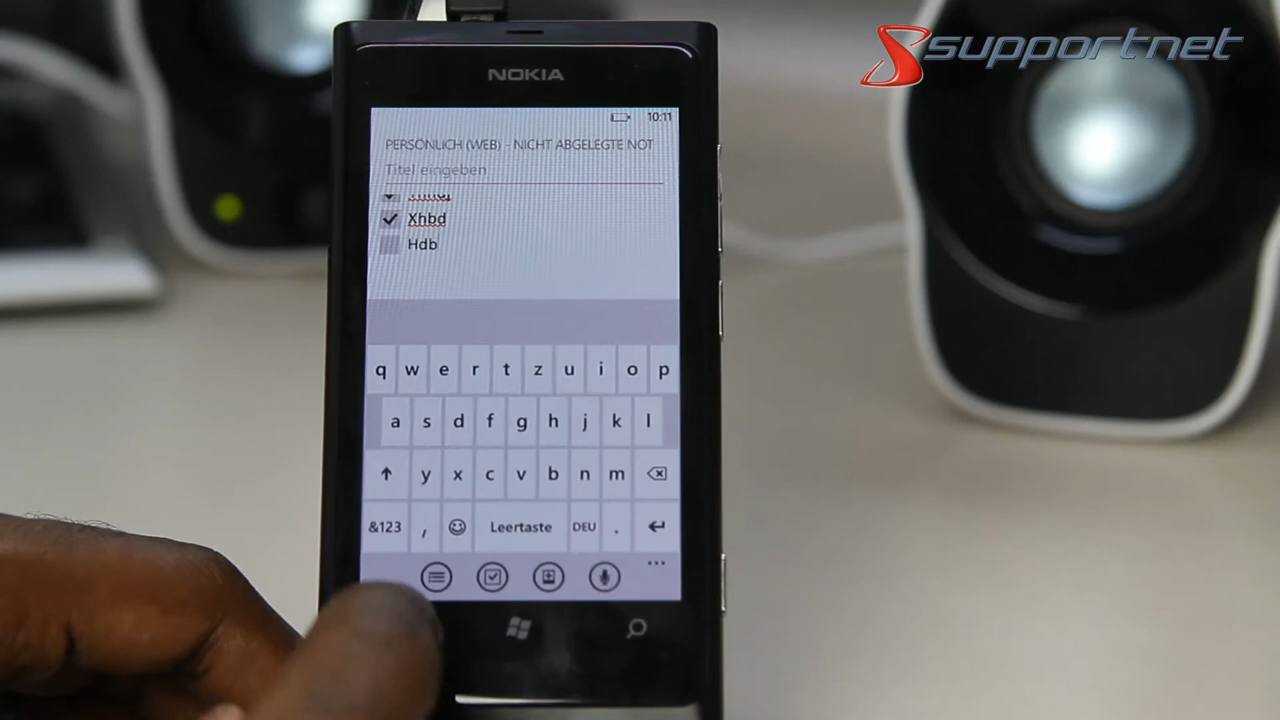 supportnet
NOKIA
10:11
PERSÖNLICH (WEB) - NICHT ABGELEGTE NOT
Titel eingeben
Xhbd
Hdb
q w e r t z u i o p
a s d f g h j k l
y x c v b n m
&123 , Leertaste DEU .